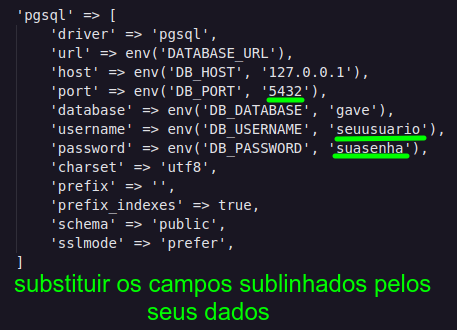 'pgsql' => [
'driver' => 'pgsql',
'url' => env('DATABASE_URL'),
'host' => env('DB_HOST', '127.0.0.1'),
'port' => env('DB_PORT', '5432'),
'database' => env('DB_DATABASE', 'gave'),
'username' => env('DB_USERNAME', 'seuusuario'),
'password' => env('DB_PASSWORD', 'suasenha'),
'charset' => 'utf8',
'prefix' => '',
'prefix_indexes' => true,
'schema' => 'public',
'sslmode' => 'prefer',
]
substituir os campos sublinhados pelos
seus dados